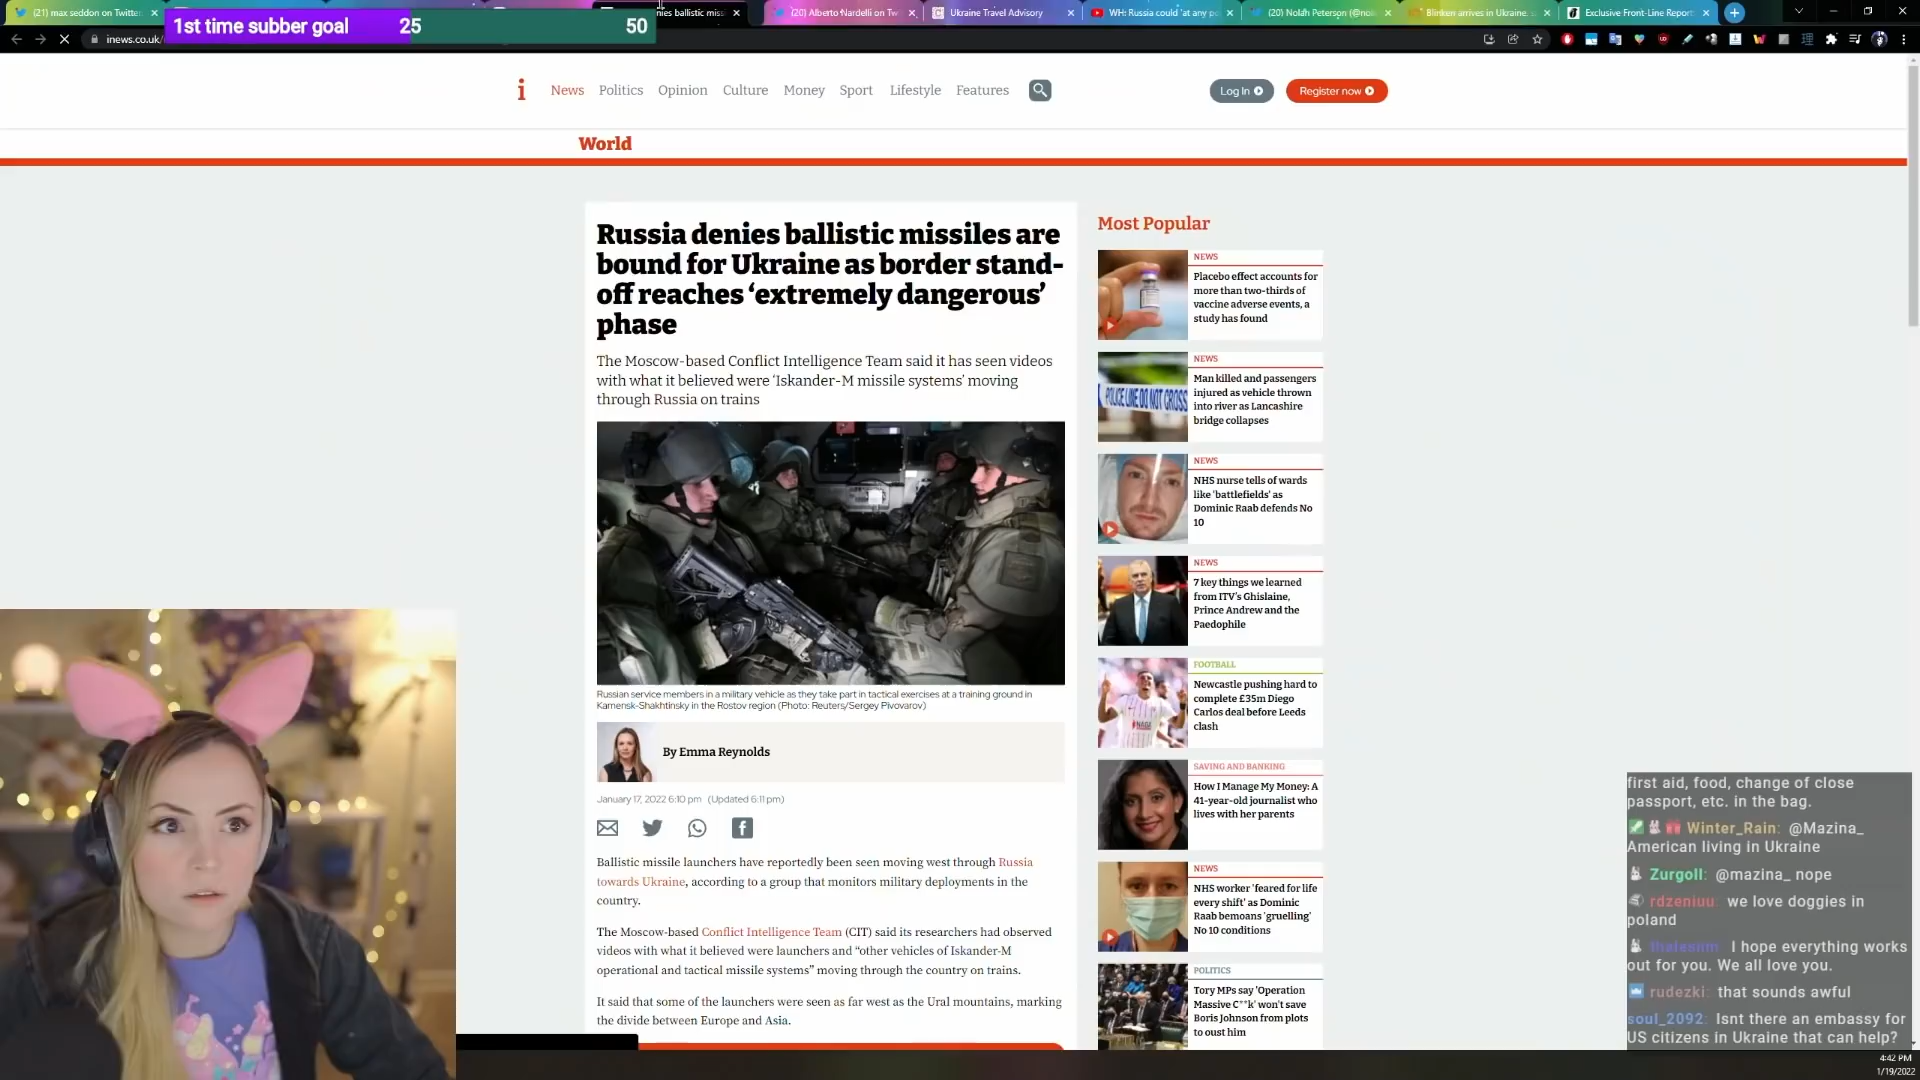 (21) max seddon on Twitter
nies ballistic miss
(20) Alberto Nardelli on Tw
Ukraine Travel Advisory
WH: Russia could 'at any po
(20) Nolan Peterson (@nol
Blinken arrives in Ukraine:
Exclusive Front-Line Report
1st time subber goal 25 50
inews.co.uk/
i News Politics Opinion Culture Money Sport Lifestyle Features
Log In
Register now
World
Russia denies ballistic missiles are
bound for Ukraine as border stand-
off reaches ‘extremely dangerous’
phase
The Moscow-based Conflict Intelligence Team said it has seen videos
with what it believed were ‘Iskander-M missile systems’ moving
through Russia on trains
Russian service members in a military vehicle as they take part in tactical exercises at a training ground in
Kamensk-Shakhtinsky in the Rostov region (Photo: Reuters/Sergey Pivovarov)
By Emma Reynolds
January 17, 2022 6:10 pm (Updated 6:11 pm)
Ballistic missile launchers have reportedly been seen moving west through Russia
towards Ukraine, according to a group that monitors military deployments in the
country.
The Moscow-based Conflict Intelligence Team (CIT) said its researchers had observed
videos with what it believed were launchers and “other vehicles of Iskander-M
operational and tactical missile systems” moving through the country on trains.
It said that some of the launchers were seen as far west as the Ural mountains, marking
the divide between Europe and Asia.
Most Popular
NEWS
Placebo effect accounts for
more than two-thirds of
vaccine adverse events, a
study has found
POLICE LINE DO NOT CROSS
NEWS
Man killed and passengers
injured as vehicle thrown
into river as Lancashire
bridge collapses
NEWS
NHS nurse tells of wards
like 'battlefields' as
Dominic Raab defends No
10
NEWS
7 key things we learned
from ITV's Ghislaine,
Prince Andrew and the
Paedophile
FOOTBALL
Newcastle pushing hard to
complete £35m Diego
Carlos deal before Leeds
clash
SAVING AND BANKING
How I Manage My Money: A
41-year-old journalist who
lives with her parents
NEWS
NHS worker 'feared for life
every shift' as Dominic
Raab bemoans 'gruelling'
No 10 conditions
POLITICS
Tory MPs say 'Operation
Massive C**k' won't save
Boris Johnson from plots
to oust him
first aid, food, change of close
passport, etc. in the bag.
Winter_Rain: @Mazina_
American living in Ukraine
Zurgoll: @mazina_ nope
rdzeniuu: we love doggies in
poland
I hope everything works
out for you. We all love you.
rudezki: that sounds awful
soul_2092: Isnt there an embassy for
US citizens in Ukraine that can help?
4:42 PM
1/19/2022